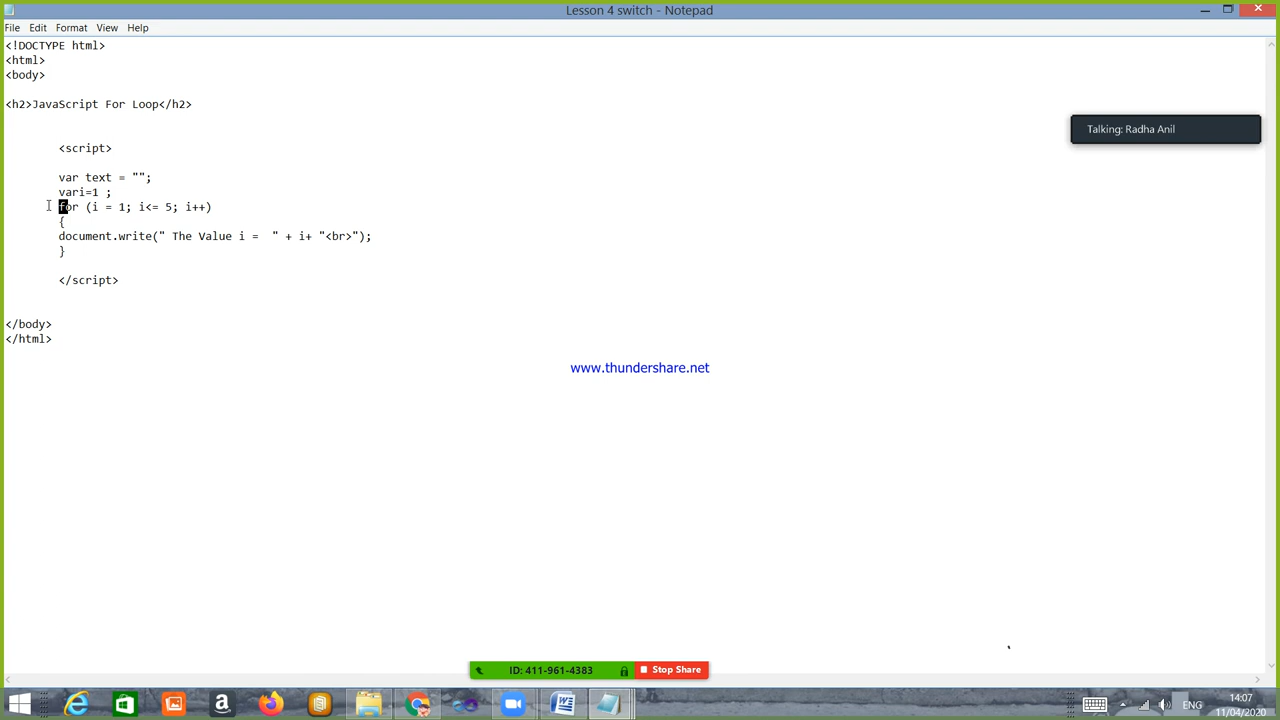 Lesson 4 switch - Notepad
File Edit Format View Help
<!DOCTYPE html>
<html>
<body>
<h2>JavaScript For Loop</h2>
Talking: Radha Anil
<script>
var text = "";
vari=1 ;
for (i = 1; i<= 5; i++)
{
document.write(" The Value i =  " + i+ "<br>");
}
</script>
</body>
</html>
www.thundershare.net
ID: 411-961-4383 Stop Share
ENG 14:07
11/04/2020